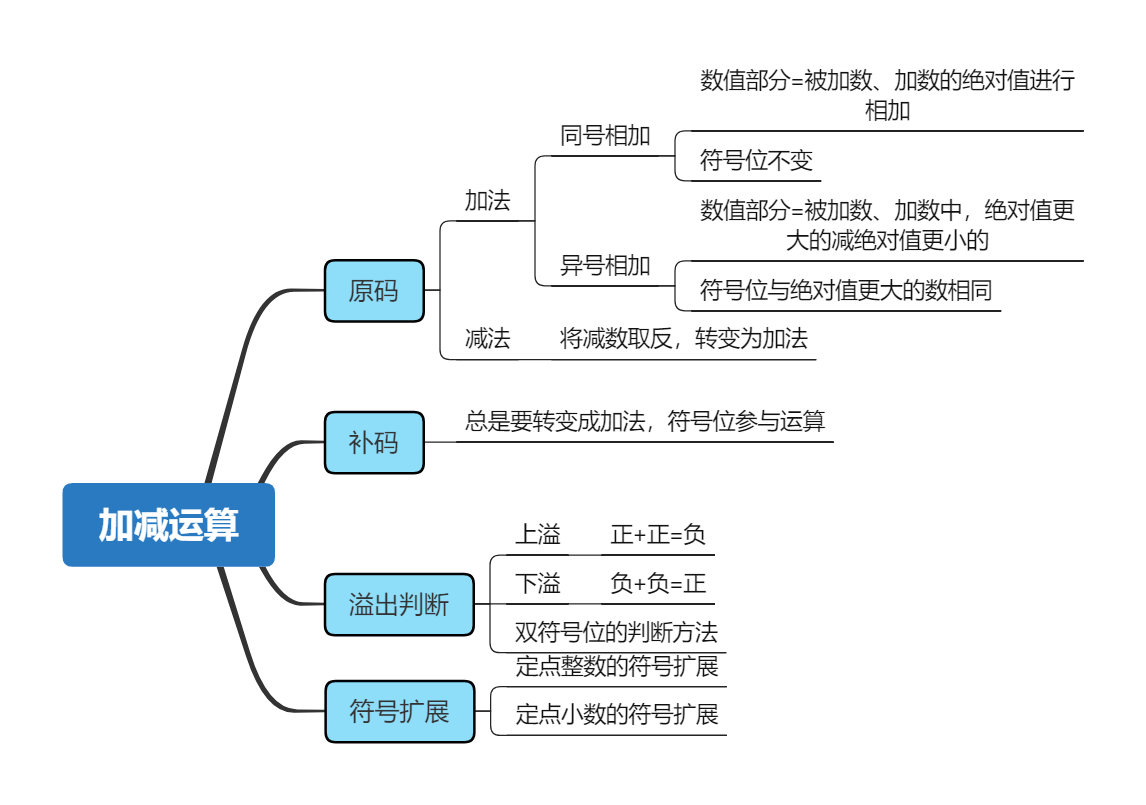 数值部分=被加数、加数的绝对值进行
相加
同号相加
符号位不变
加法
数值部分=被加数、加数中，绝对值更
大的减绝对值更小的
异号相加
符号位与绝对值更大的数相同
原码
减法
将减数取反，转变为加法
总是要转变成加法，符号位参与运算
补码
加减运算
上溢
正+正=负
下溢
负+负=正
溢出判断
双符号位的判断方法
定点整数的符号扩展
符号扩展
定点小数的符号扩展